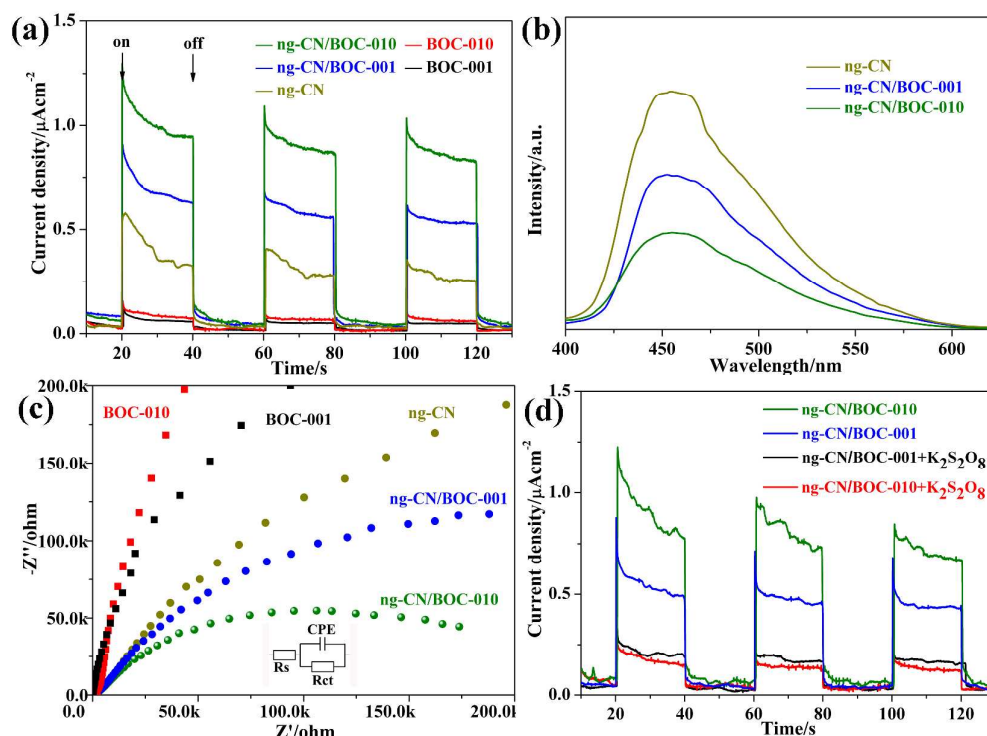 (a)
1.5
1.0
0.5
0.0
20 40 60 80 100 120
Time/s
Current density/μAcm⁻²
on
off
ng-CN/BOC-010
BOC-010
ng-CN/BOC-001
BOC-001
ng-CN
(b)
Intensity/a.u.
ng-CN
ng-CN/BOC-001
ng-CN/BOC-010
400 450 500 550 600
Wavelength/nm
(c)
200.0k
150.0k
100.0k
50.0k
0.0
0.0 50.0k 100.0k 150.0k 200.0k
Z'/ohm
-Z''/ohm
BOC-010
BOC-001
ng-CN
ng-CN/BOC-001
ng-CN/BOC-010
CPE
Rs
Rct
(d)
1.5
1.0
0.5
0.0
20 40 60 80 100 120
Time/s
Current density/μAcm⁻²
ng-CN/BOC-010
ng-CN/BOC-001
ng-CN/BOC-001+K₂S₂O₈
ng-CN/BOC-010+K₂S₂O₈